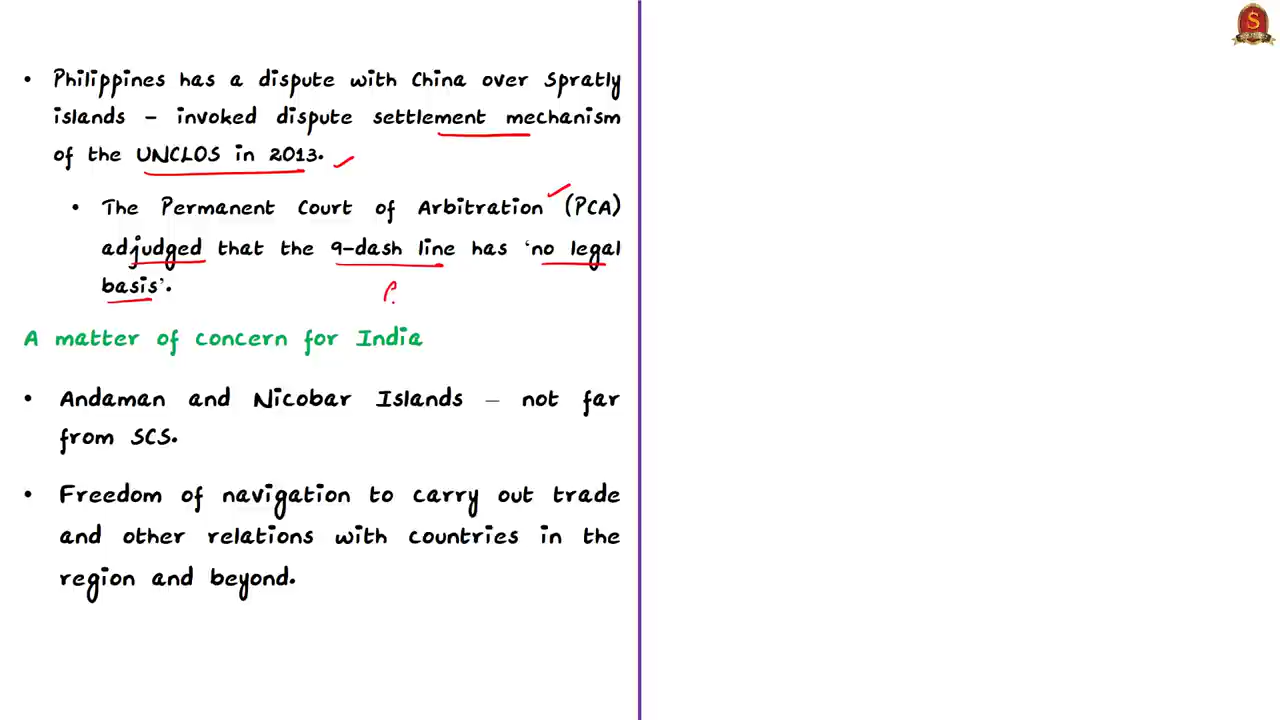 • Philippines has a dispute with China over Spratly
islands - invoked dispute settlement mechanism
of the UNCLOS in 2013.
• The Permanent Court of Arbitration (PCA)
adjudged that the 9-dash line has ‘no legal
basis’.
A matter of concern for India
• Andaman and Nicobar Islands – not far
from SCS.
• Freedom of navigation to carry out trade
and other relations with countries in the
region and beyond.
S